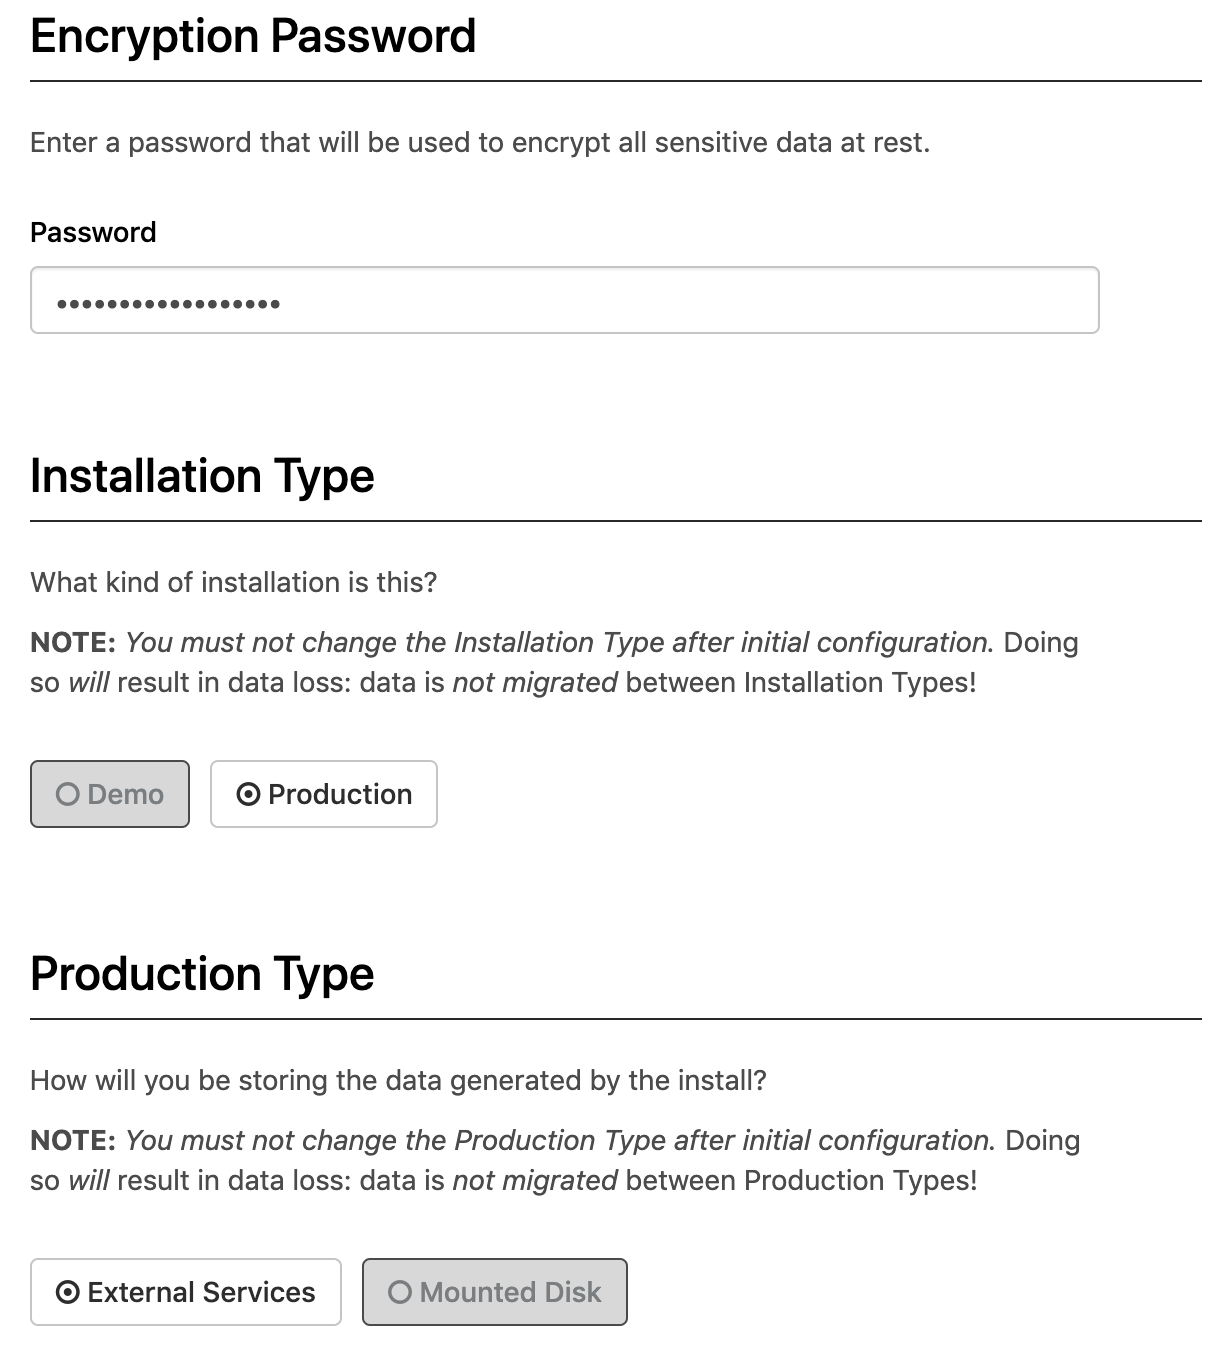 Encryption Password
Enter a password that will be used to encrypt all sensitive data at rest.
Password
••••••••••••••••••
Installation Type
What kind of installation is this?
NOTE: You must not change the Installation Type after initial configuration. Doing
so will result in data loss: data is not migrated between Installation Types!
Demo
Production
Production Type
How will you be storing the data generated by the install?
NOTE: You must not change the Production Type after initial configuration. Doing
so will result in data loss: data is not migrated between Production Types!
External Services
Mounted Disk